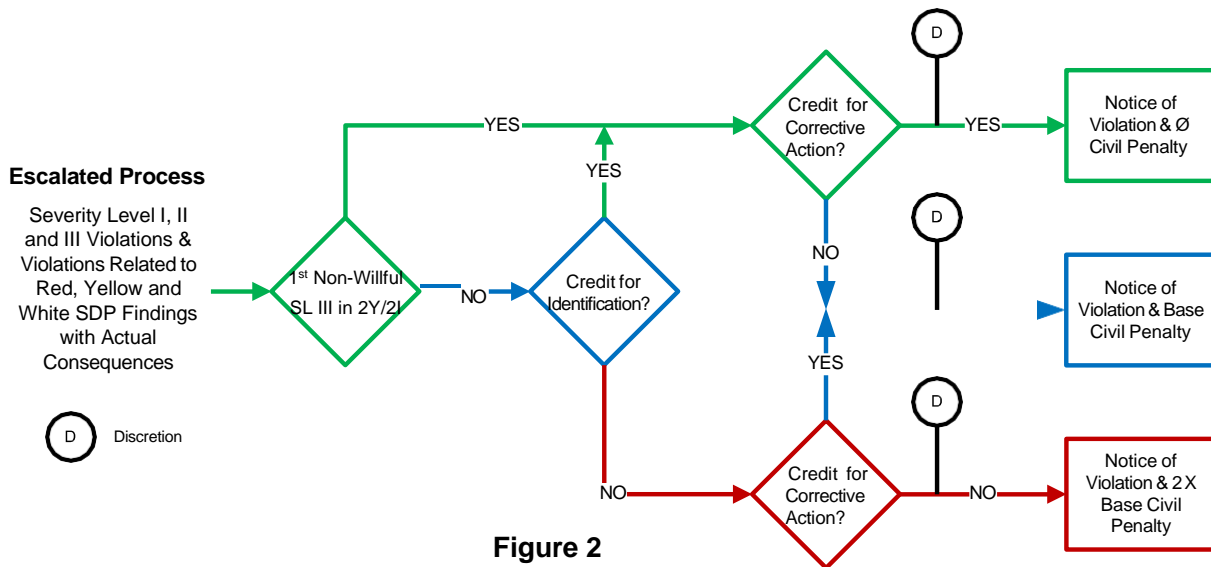 Escalated Process
Severity Level I, II
and III Violations &
Violations Related to
Red, Yellow and
White SDP Findings
with Actual
Consequences
D
Discretion
1st Non-Willful
SL III in 2Y/2I
YES
NO
Credit for
Identification?
YES
NO
Credit for
Corrective
Action?
D
YES
Notice of
Violation & Ø
Civil Penalty
NO
D
Notice of
Violation & Base
Civil Penalty
YES
Credit for
Corrective
Action?
D
NO
Notice of
Violation & 2 X
Base Civil
Penalty
Figure 2